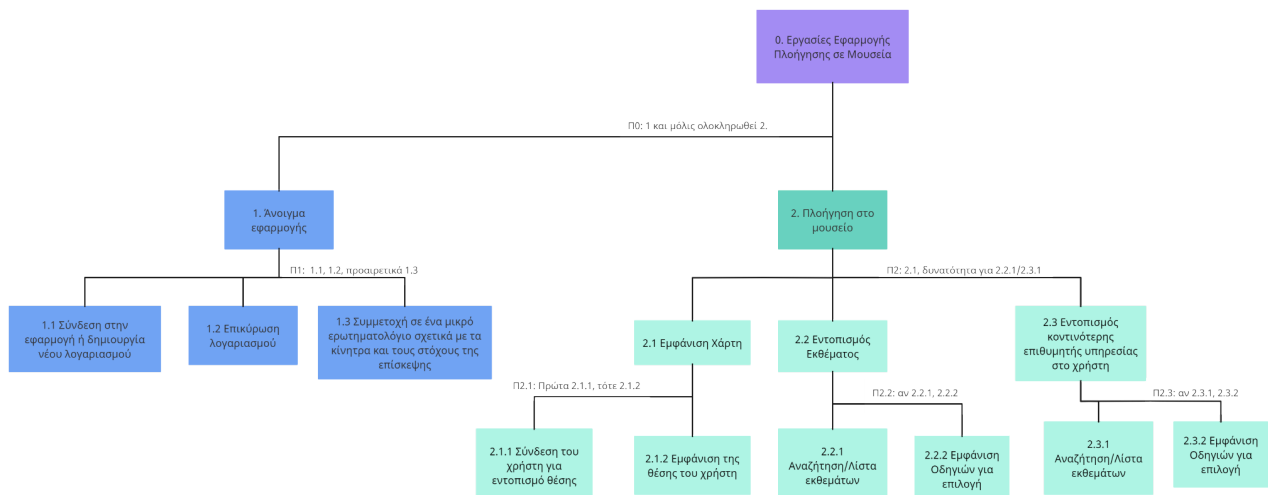 0. Εργασίες Εφαρμογής
Πλοήγησης σε Μουσεία
Π0: 1 και μόλις ολοκληρωθεί 2.
1. Άνοιγμα
εφαρμογής
2. Πλοήγηση στο
μουσείο
Π1:  1.1, 1.2, προαιρετικά 1.3
Π2: 2.1, δυνατότητα για 2.2.1/2.3.1
1.1 Σύνδεση στην
εφαρμογή ή δημιουργία
νέου λογαριασμού
1.2 Επικύρωση
λογαριασμού
1.3 Συμμετοχή σε ένα μικρό
ερωτηματολόγιο σχετικά με τα
κίνητρα και τους στόχους της
επίσκεψης
2.1 Εμφάνιση Χάρτη
2.2 Εντοπισμός
Εκθέματος
2.3 Εντοπισμός
κοντινότερης
επιθυμητής υπηρεσίας
στο χρήστη
Π2.1: Πρώτα 2.1.1, τότε 2.1.2
Π2.2: αν 2.2.1, 2.2.2
Π2.3: αν 2.3.1, 2.3.2
2.1.1 Σύνδεση του
χρήστη για
εντοπισμό θέσης
2.1.2 Εμφάνιση της
θέσης του χρήστη
2.2.1
Αναζήτηση/Λίστα
εκθεμάτων
2.2.2 Εμφάνιση
Οδηγιών για
επιλογή
2.3.1
Αναζήτηση/Λίστα
εκθεμάτων
2.3.2 Εμφάνιση
Οδηγιών για
επιλογή